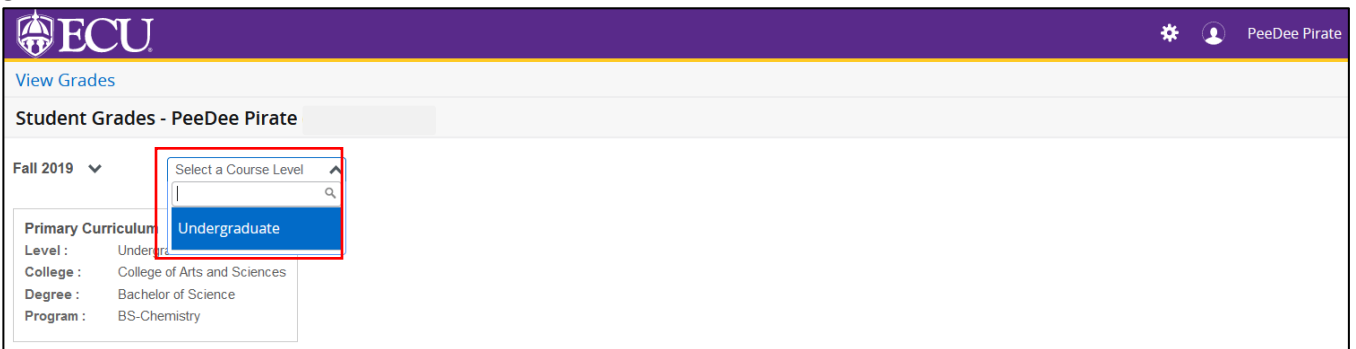 ECU
PeeDee Pirate
View Grades
Student Grades - PeeDee Pirate
Fall 2019
Select a Course Level
Undergraduate
Primary Curriculum
Level :
College : College of Arts and Sciences
Degree : Bachelor of Science
Program : BS-Chemistry